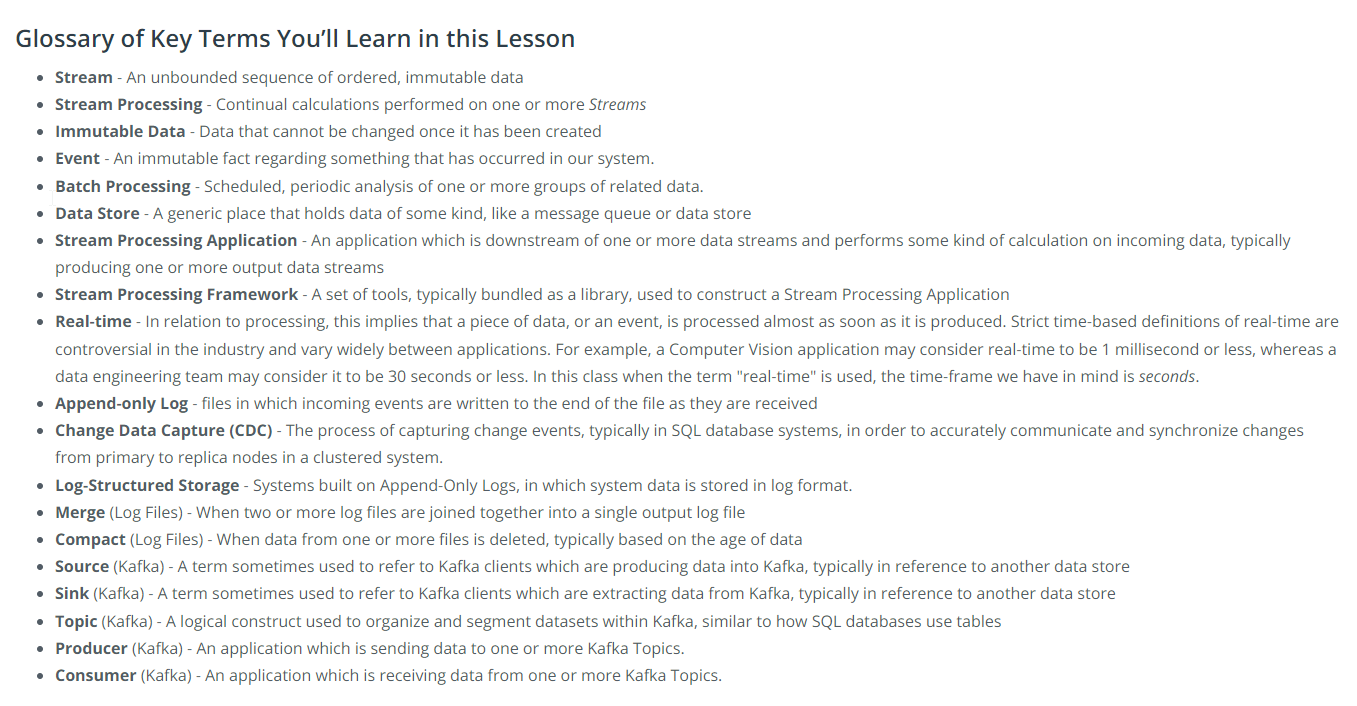 Glossary of Key Terms You’ll Learn in this Lesson
• Stream - An unbounded sequence of ordered, immutable data
• Stream Processing - Continual calculations performed on one or more Streams
• Immutable Data - Data that cannot be changed once it has been created
• Event - An immutable fact regarding something that has occurred in our system.
• Batch Processing - Scheduled, periodic analysis of one or more groups of related data.
• Data Store - A generic place that holds data of some kind, like a message queue or data store
• Stream Processing Application - An application which is downstream of one or more data streams and performs some kind of calculation on incoming data, typically
producing one or more output data streams
• Stream Processing Framework - A set of tools, typically bundled as a library, used to construct a Stream Processing Application
• Real-time - In relation to processing, this implies that a piece of data, or an event, is processed almost as soon as it is produced. Strict time-based definitions of real-time are
controversial in the industry and vary widely between applications. For example, a Computer Vision application may consider real-time to be 1 millisecond or less, whereas a
data engineering team may consider it to be 30 seconds or less. In this class when the term "real-time" is used, the time-frame we have in mind is seconds.
• Append-only Log - files in which incoming events are written to the end of the file as they are received
• Change Data Capture (CDC) - The process of capturing change events, typically in SQL database systems, in order to accurately communicate and synchronize changes
from primary to replica nodes in a clustered system.
• Log-Structured Storage - Systems built on Append-Only Logs, in which system data is stored in log format.
• Merge (Log Files) - When two or more log files are joined together into a single output log file
• Compact (Log Files) - When data from one or more files is deleted, typically based on the age of data
• Source (Kafka) - A term sometimes used to refer to Kafka clients which are producing data into Kafka, typically in reference to another data store
• Sink (Kafka) - A term sometimes used to refer to Kafka clients which are extracting data from Kafka, typically in reference to another data store
• Topic (Kafka) - A logical construct used to organize and segment datasets within Kafka, similar to how SQL databases use tables
• Producer (Kafka) - An application which is sending data to one or more Kafka Topics.
• Consumer (Kafka) - An application which is receiving data from one or more Kafka Topics.